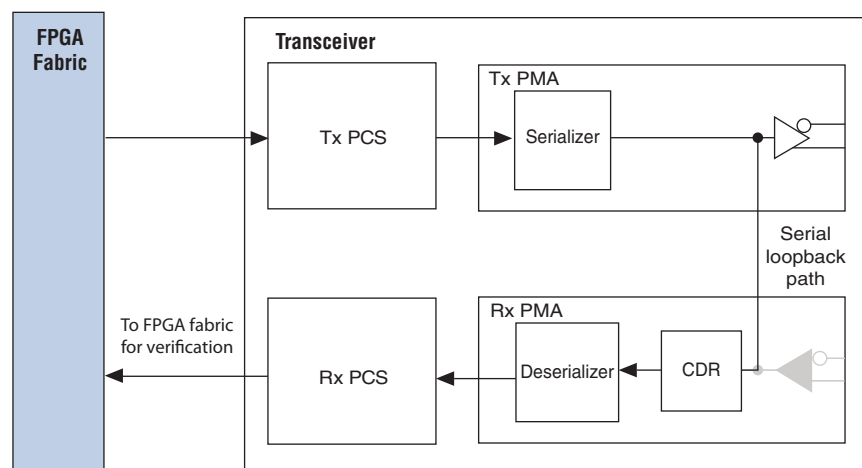 FPGA
Fabric
Transceiver
Tx PMA
Tx PCS
Serializer
Serial
loopback
path
To FPGA fabric
for verification
Rx PMA
Rx PCS
Deserializer
CDR